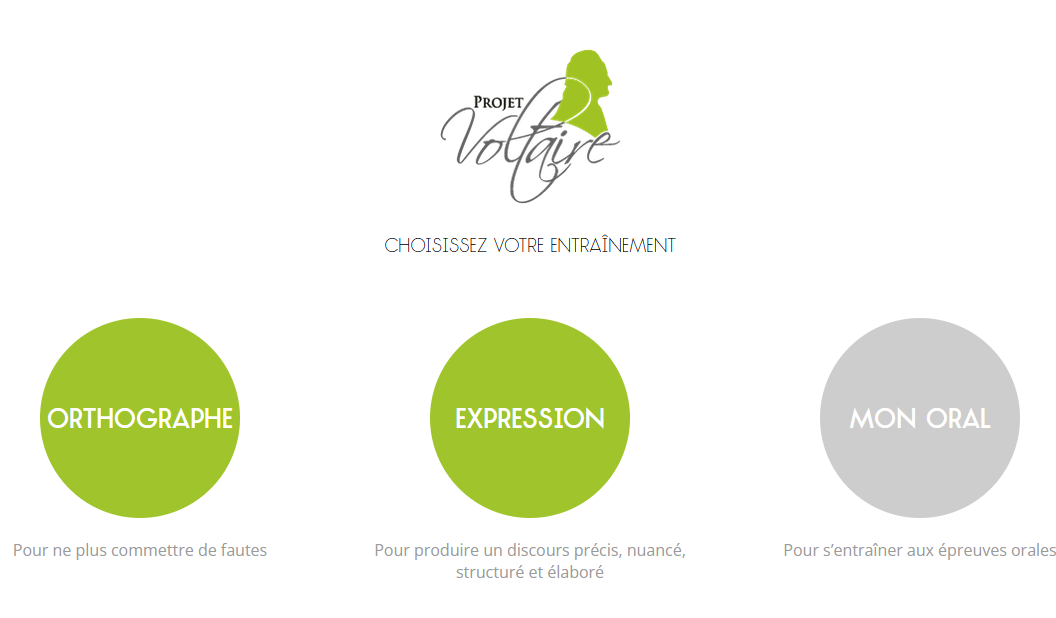 PROJET
Voltaire
CHOISISSEZ VOTRE ENTRAÎNEMENT
ORTHOGRAPHE
Pour ne plus commettre de fautes
EXPRESSION
Pour produire un discours précis, nuancé,
structuré et élaboré
MON ORAL
Pour s’entraîner aux épreuves orales